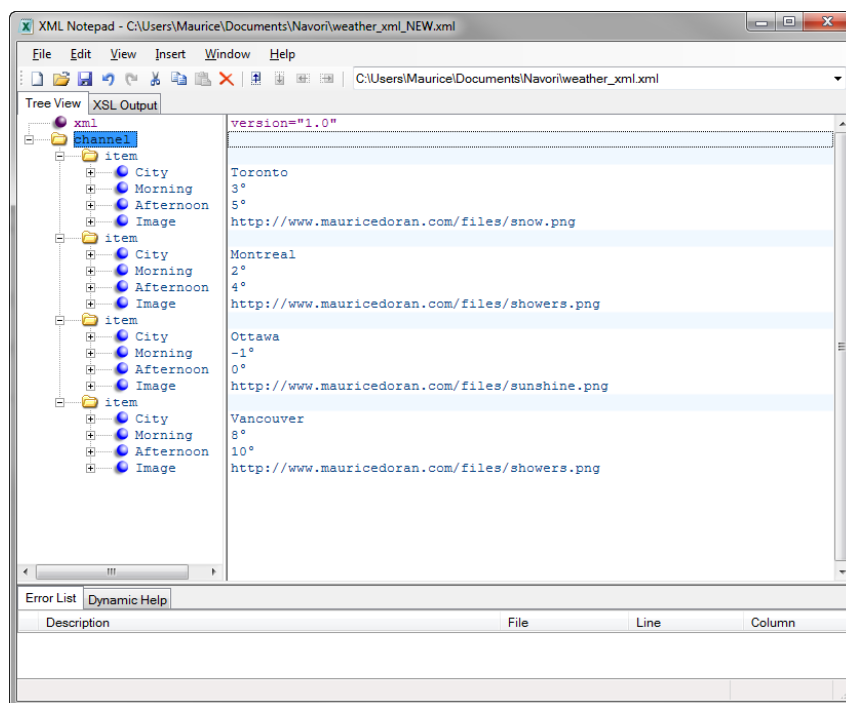 XML Notepad - C:\Users\Maurice\Documents\Navori\weather_xml_NEW.xml
File Edit View Insert Window Help
C:\Users\Maurice\Documents\Navori\weather_xml.xml
Tree View XSL Output
xml version="1.0"
channel
item
City Toronto
Morning 3°
Afternoon 5°
Image http://www.mauricedoran.com/files/snow.png
item
City Montreal
Morning 2°
Afternoon 4°
Image http://www.mauricedoran.com/files/showers.png
item
City Ottawa
Morning -1°
Afternoon 0°
Image http://www.mauricedoran.com/files/sunshine.png
item
City Vancouver
Morning 8°
Afternoon 10°
Image http://www.mauricedoran.com/files/showers.png
Error List Dynamic Help
Description File Line Column